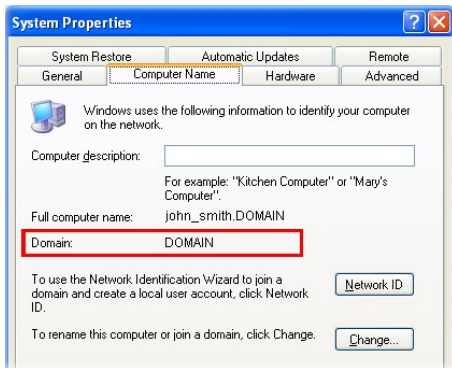 System Properties
System Restore Automatic Updates Remote
General Computer Name Hardware Advanced
Windows uses the following information to identify your computer
on the network.
Computer description:
For example: "Kitchen Computer" or "Mary's
Computer".
Full computer name: john_smith.DOMAIN
Domain: DOMAIN
To use the Network Identification Wizard to join a
domain and create a local user account, click Network
ID.
Network ID
To rename this computer or join a domain, click Change.
Change...